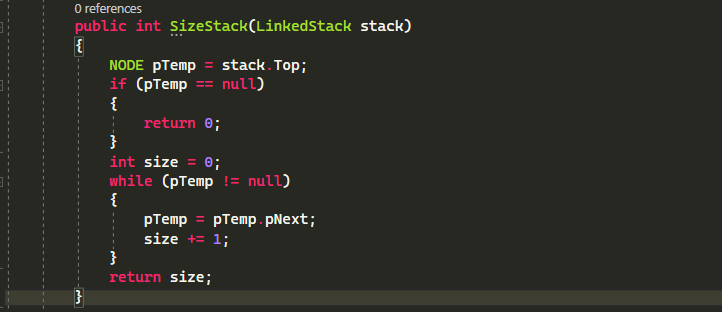 0 references
public int SizeStack(LinkedStack stack)
{
NODE pTemp = stack.Top;
if (pTemp == null)
{
return 0;
}
int size = 0;
while (pTemp != null)
{
pTemp = pTemp.pNext;
size += 1;
}
return size;
}